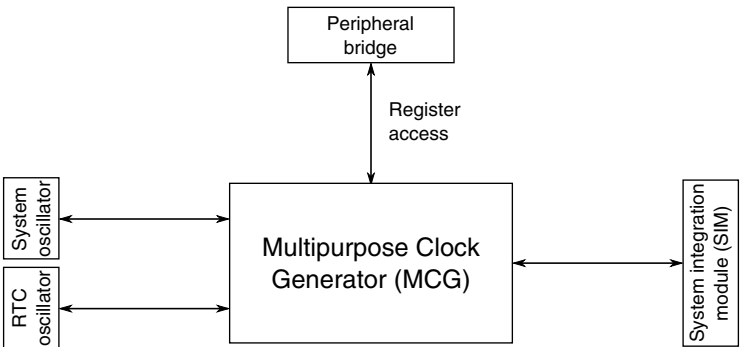 Peripheral
bridge
Register
access
System
oscillator
RTC
oscillator
Multipurpose Clock
Generator (MCG)
System integration
module (SIM)